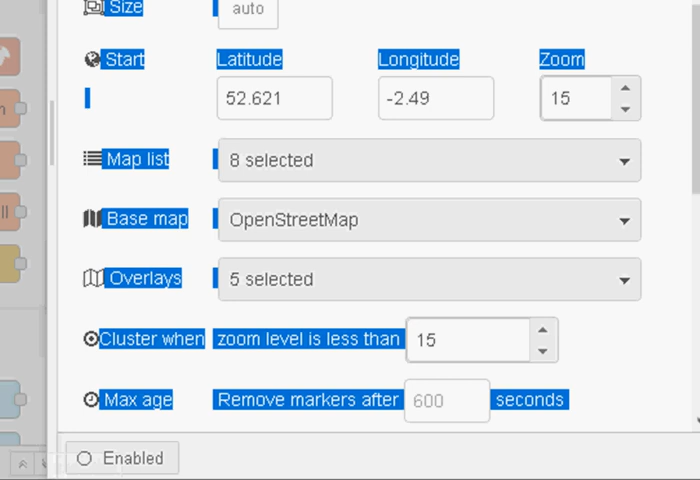 Size auto
Start Latitude Longitude Zoom
52.621 -2.49 15
Map list 8 selected
Base map OpenStreetMap
Overlays 5 selected
Cluster when zoom level is less than 15
Max age Remove markers after 600 seconds
Enabled